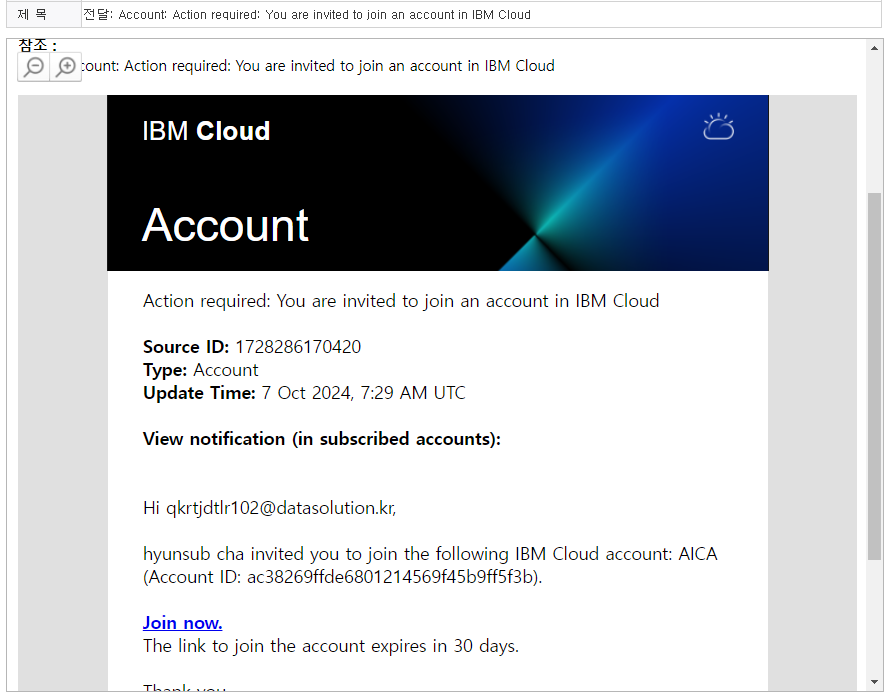 제 목 전달: Account: Action required: You are invited to join an account in IBM Cloud
참조 :
count: Action required: You are invited to join an account in IBM Cloud
IBM Cloud
Account
Action required: You are invited to join an account in IBM Cloud
Source ID: 1728286170420
Type: Account
Update Time: 7 Oct 2024, 7:29 AM UTC
View notification (in subscribed accounts):
Hi qkrtjdtlr102@datasolution.kr,
hyunsub cha invited you to join the following IBM Cloud account: AICA
(Account ID: ac38269ffde6801214569f45b9ff5f3b).
Join now.
The link to join the account expires in 30 days.
Thank you